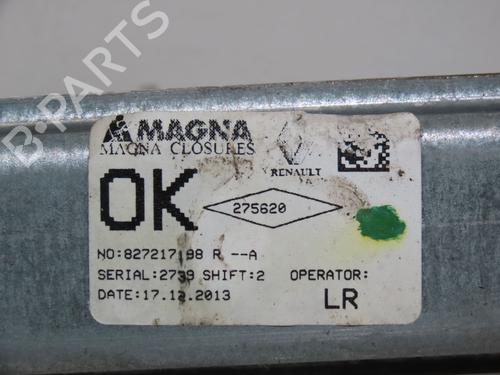 B-PARTS
MAGNA
MAGNA CLOSURES
RENAULT
OK
275620
NO:827217198 R --A
SERIAL:2739 SHIFT:2 OPERATOR:
DATE:17.12.2013 LR